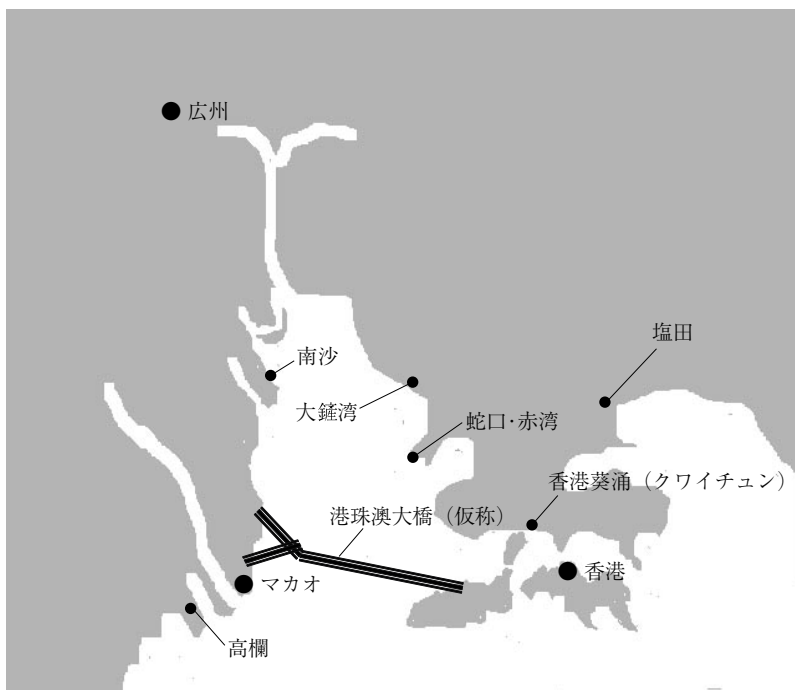 広州
塩田
南沙
大鏟湾
蛇口・赤湾
香港葵涌（クワイチュン）
港珠澳大橋（仮称）
香港
マカオ
高欄